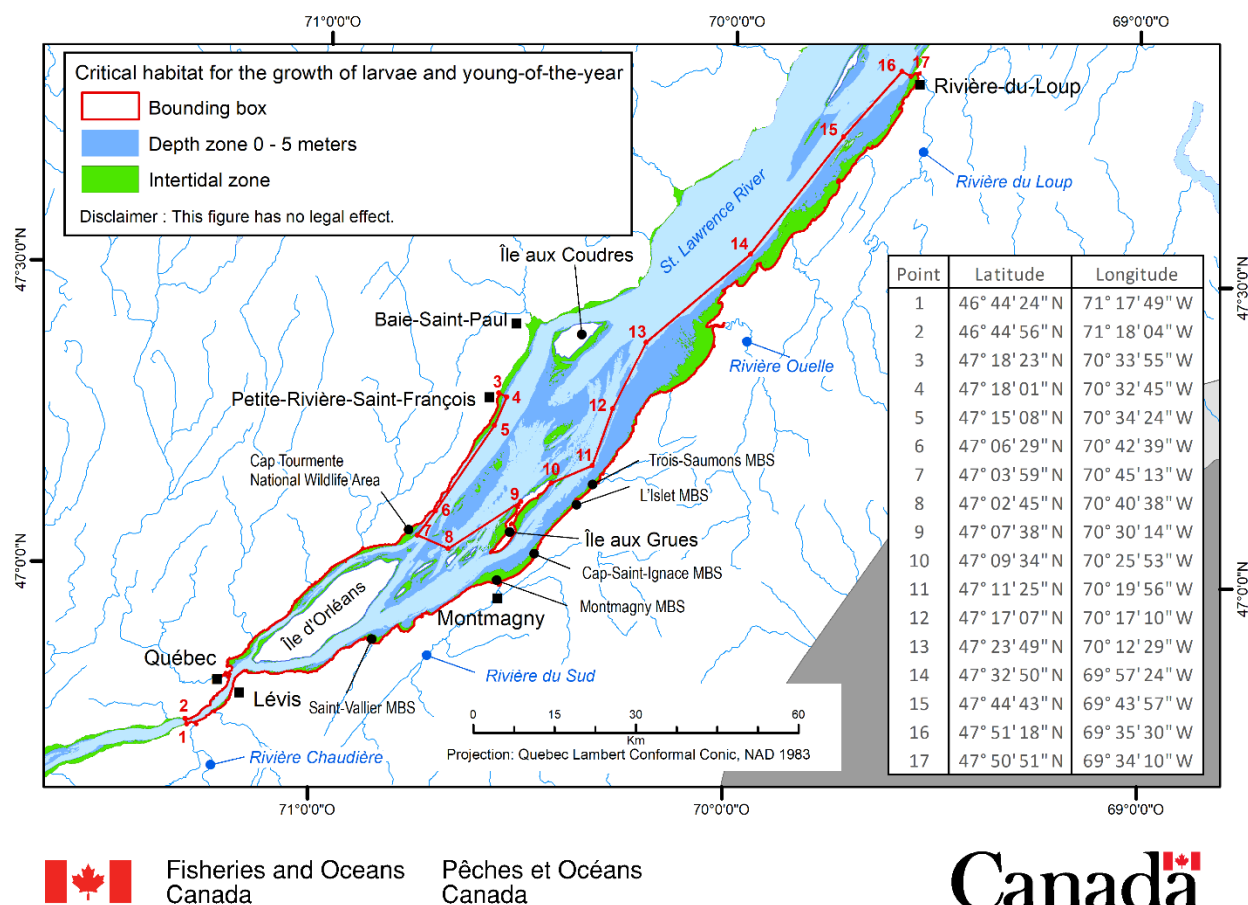 71°0'0"O
70°0'0"O
69°0'0"O
Critical habitat for the growth of larvae and young-of-the-year
Bounding box
Depth zone 0 - 5 meters
Intertidal zone
Disclaimer : This figure has no legal effect.
16
17
Rivière-du-Loup
15
Rivière du Loup
St. Lawrence River
14
47°30'0"N
47°30'0"N
Île aux Coudres
Baie-Saint-Paul
13
Rivière Ouelle
3
4
Petite-Rivière-Saint-François
12
5
Cap Tourmente
National Wildlife Area
11
Trois-Saumons MBS
10
L'Islet MBS
9
6
7
8
Île aux Grues
47°0'0"N
47°0'0"N
Cap-Saint-Ignace MBS
Montmagny MBS
Montmagny
Île d'Orléans
Québec
Lévis
Saint-Vallier MBS
Rivière du Sud
2
1
Rivière Chaudière
0 15 30 60
Km
Projection: Quebec Lambert Conformal Conic, NAD 1983
Point Latitude Longitude
1 46° 44' 24" N 71° 17' 49" W
2 46° 44' 56" N 71° 18' 04" W
3 47° 18' 23" N 70° 33' 55" W
4 47° 18' 01" N 70° 32' 45" W
5 47° 15' 08" N 70° 34' 24" W
6 47° 06' 29" N 70° 42' 39" W
7 47° 03' 59" N 70° 45' 13" W
8 47° 02' 45" N 70° 40' 38" W
9 47° 07' 38" N 70° 30' 14" W
10 47° 09' 34" N 70° 25' 53" W
11 47° 11' 25" N 70° 19' 56" W
12 47° 17' 07" N 70° 17' 10" W
13 47° 23' 49" N 70° 12' 29" W
14 47° 32' 50" N 69° 57' 24" W
15 47° 44' 43" N 69° 43' 57" W
16 47° 51' 18" N 69° 35' 30" W
17 47° 50' 51" N 69° 34' 10" W
71°0'0"O
70°0'0"O
69°0'0"O
Fisheries and Oceans
Canada
Pêches et Océans
Canada
Canada